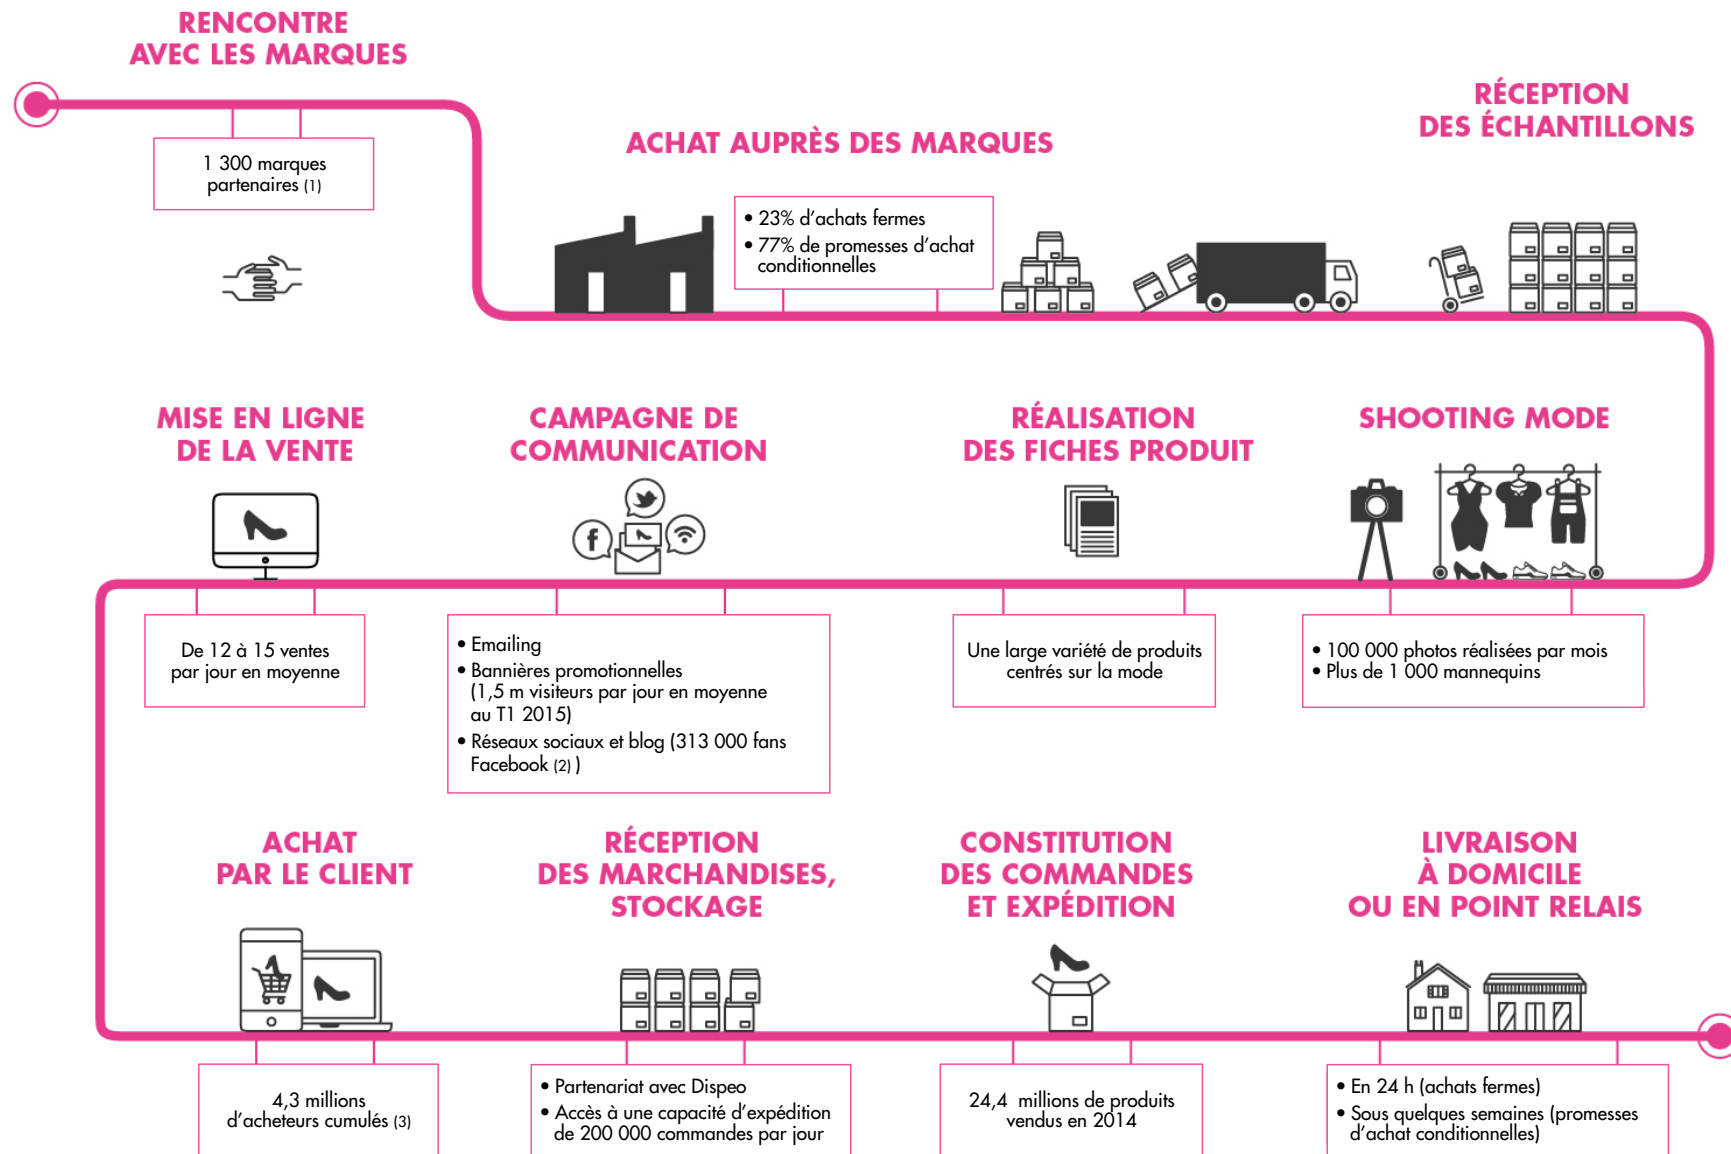 RENCONTRE
AVEC LES MARQUES
1 300 marques
partenaires (1)
ACHAT AUPRÈS DES MARQUES
• 23% d'achats fermes
• 77% de promesses d'achat
conditionnelles
RÉCEPTION
DES ÉCHANTILLONS
SHOOTING MODE
• 100 000 photos réalisées par mois
• Plus de 1 000 mannequins
RÉALISATION
DES FICHES PRODUIT
Une large variété de produits
centrés sur la mode
CAMPAGNE DE
COMMUNICATION
• Emailing
• Bannières promotionnelles
(1,5 m visiteurs par jour en moyenne
au T1 2015)
• Réseaux sociaux et blog (313 000 fans
Facebook (2) )
MISE EN LIGNE
DE LA VENTE
De 12 à 15 ventes
par jour en moyenne
ACHAT
PAR LE CLIENT
4,3 millions
d'acheteurs cumulés (3)
RÉCEPTION
DES MARCHANDISES,
STOCKAGE
• Partenariat avec Dispeo
• Accès à une capacité d'expédition
de 200 000 commandes par jour
CONSTITUTION
DES COMMANDES
ET EXPÉDITION
24,4 millions de produits
vendus en 2014
LIVRAISON
À DOMICILE
OU EN POINT RELAIS
• En 24 h (achats fermes)
• Sous quelques semaines (promesses
d'achat conditionnelles)